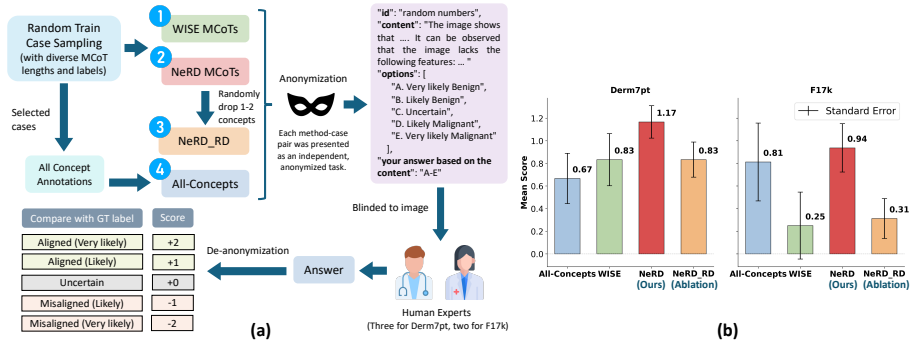 Random Train
Case Sampling
(with diverse MCoT
lengths and labels)
Selected
cases
All Concept
Annotations
1
WISE MCoTs
2
NeRD MCoTs
Randomly
drop 1-2
concepts
3
NeRD_RD
4
All-Concepts
Anonymization
Each method-case
pair was presented
as an independent,
anonymized task.
"id": "random numbers",
"content": "The image shows
that …. It can be observed
that the image lacks the
following features: … "
"options": [
"A. Very likely Benign",
"B. Likely Benign",
"C. Uncertain",
"D. Likely Malignant",
"E. Very likely Malignant"
],
"your answer based on the
content": "A-E"
Blinded to image
Human Experts
(Three for Derm7pt, two for F17k)
Answer
De-anonymization
Compare with GT label Score
Aligned (Very likely) +2
Aligned (Likely) +1
Uncertain +0
Misaligned (Likely) -1
Misaligned (Very likely) -2
(a)
Derm7pt
Mean Score
1.2
1.0
0.8
0.6
0.4
0.2
0.0
0.67
0.83
1.17
0.83
All-Concepts WISE NeRD NeRD_RD
(Ours) (Ablation)
F17k
Standard Error
0.81
0.25
0.94
0.31
All-Concepts WISE NeRD NeRD_RD
(Ours) (Ablation)
(b)